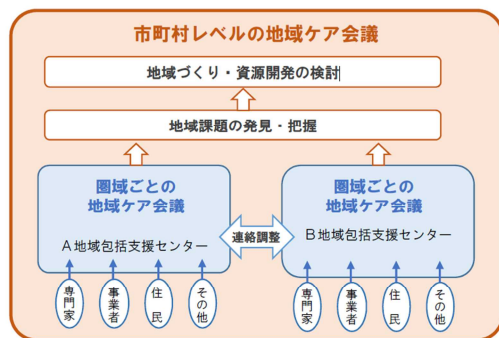 市町村レベルの地域ケア会議
地域づくり・資源開発の検討
地域課題の発見・把握
圏域ごとの
地域ケア会議
A地域包括支援センター
専門家
事業者
住民
その他
連絡調整
圏域ごとの
地域ケア会議
B地域包括支援センター
専門家
事業者
住民
その他